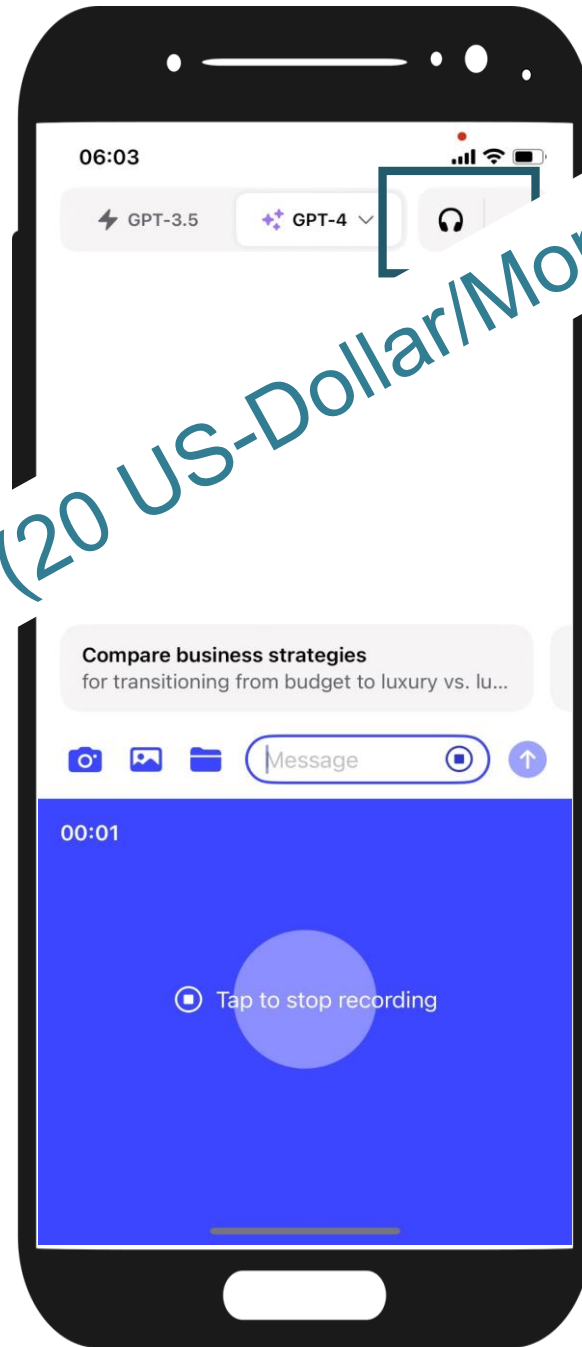 06:03
GPT-3.5 GPT-4
(20 US-Dollar/Mo
Compare business strategies
for transitioning from budget to luxury vs. lu...
Message
00:01
Tap to stop recording